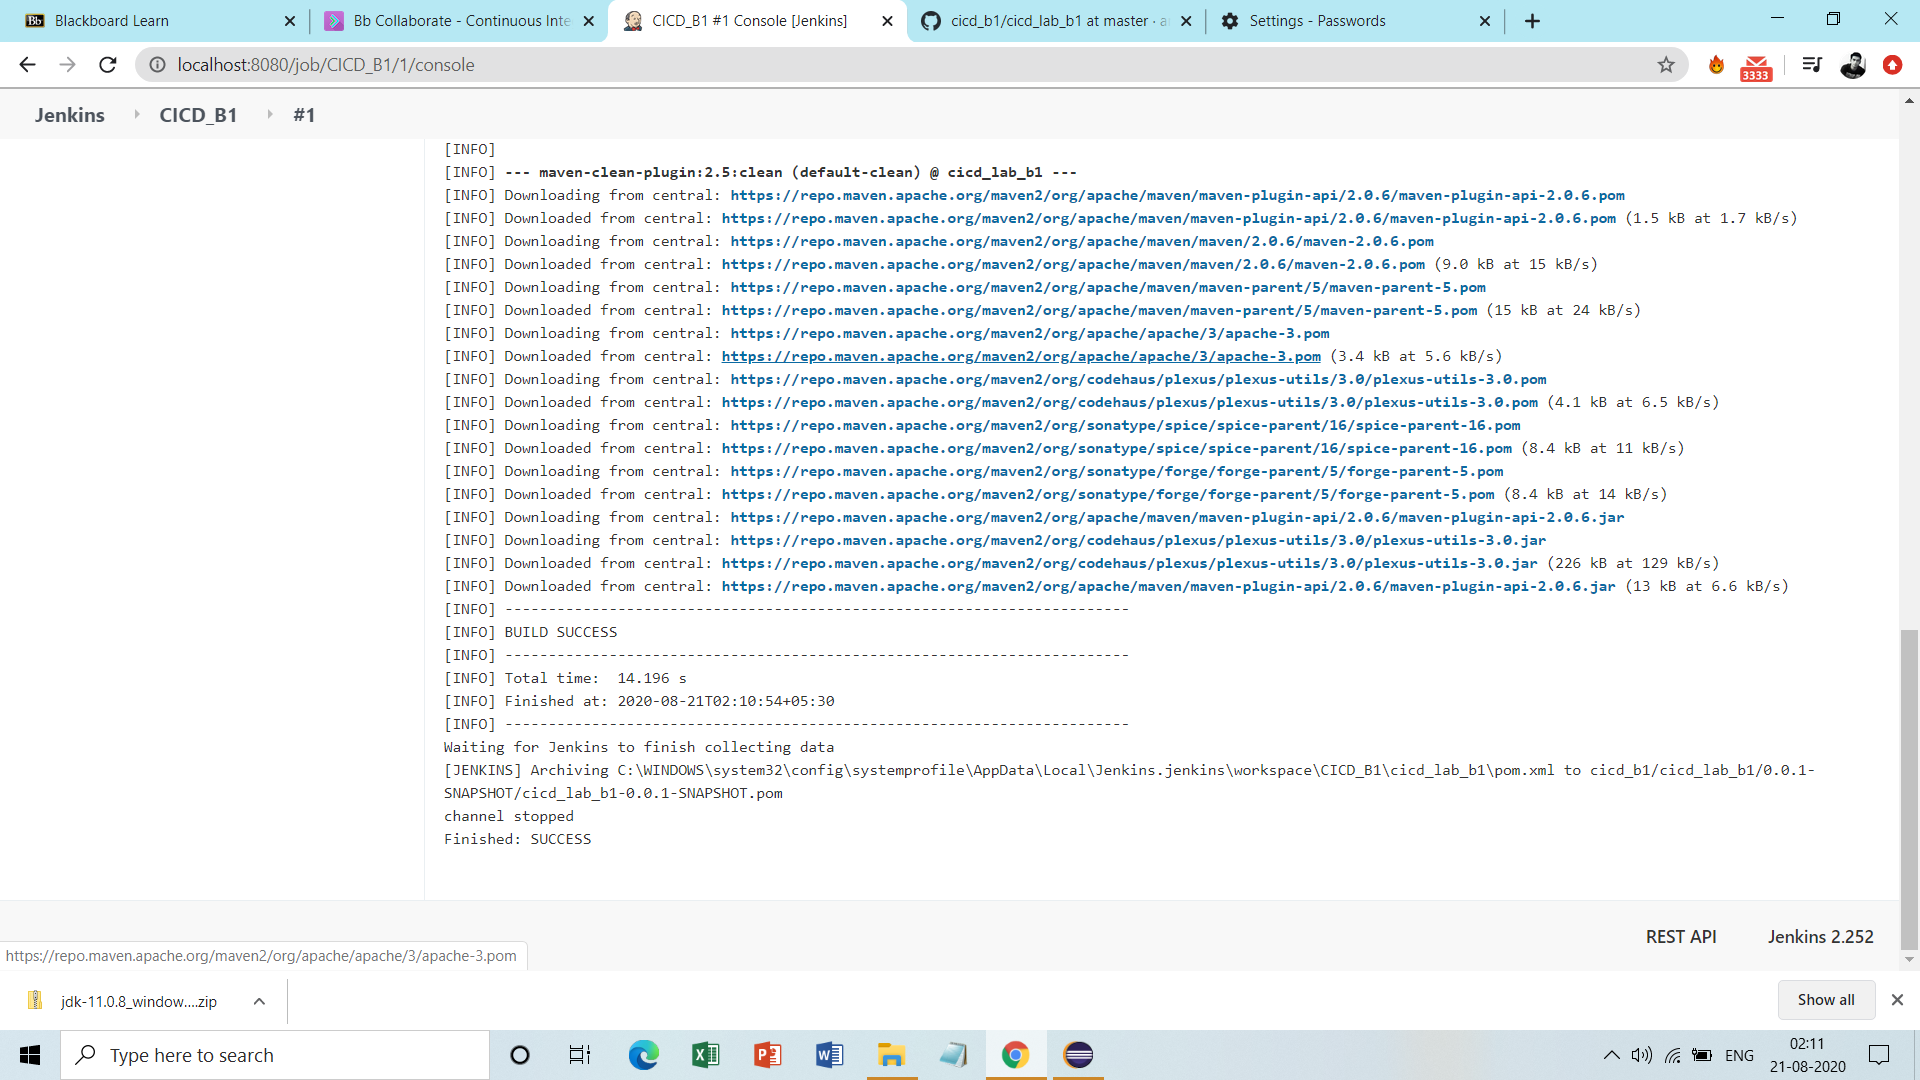 Blackboard Learn
Bb Collaborate - Continuous Inte
CICD_B1 #1 Console [Jenkins]
cicd_b1/cicd_lab_b1 at master · a
Settings - Passwords
localhost:8080/job/CICD_B1/1/console
3333
Jenkins CICD_B1 #1
[INFO]
[INFO] --- maven-clean-plugin:2.5:clean (default-clean) @ cicd_lab_b1 ---
[INFO] Downloading from central: https://repo.maven.apache.org/maven2/org/apache/maven/maven-plugin-api/2.0.6/maven-plugin-api-2.0.6.pom
[INFO] Downloaded from central: https://repo.maven.apache.org/maven2/org/apache/maven/maven-plugin-api/2.0.6/maven-plugin-api-2.0.6.pom (1.5 kB at 1.7 kB/s)
[INFO] Downloading from central: https://repo.maven.apache.org/maven2/org/apache/maven/maven/2.0.6/maven-2.0.6.pom
[INFO] Downloaded from central: https://repo.maven.apache.org/maven2/org/apache/maven/maven/2.0.6/maven-2.0.6.pom (9.0 kB at 15 kB/s)
[INFO] Downloading from central: https://repo.maven.apache.org/maven2/org/apache/maven/maven-parent/5/maven-parent-5.pom
[INFO] Downloaded from central: https://repo.maven.apache.org/maven2/org/apache/maven/maven-parent/5/maven-parent-5.pom (15 kB at 24 kB/s)
[INFO] Downloading from central: https://repo.maven.apache.org/maven2/org/apache/apache/3/apache-3.pom
[INFO] Downloaded from central: https://repo.maven.apache.org/maven2/org/apache/apache/3/apache-3.pom (3.4 kB at 5.6 kB/s)
[INFO] Downloading from central: https://repo.maven.apache.org/maven2/org/codehaus/plexus/plexus-utils/3.0/plexus-utils-3.0.pom
[INFO] Downloaded from central: https://repo.maven.apache.org/maven2/org/codehaus/plexus/plexus-utils/3.0/plexus-utils-3.0.pom (4.1 kB at 6.5 kB/s)
[INFO] Downloading from central: https://repo.maven.apache.org/maven2/org/sonatype/spice/spice-parent/16/spice-parent-16.pom
[INFO] Downloaded from central: https://repo.maven.apache.org/maven2/org/sonatype/spice/spice-parent/16/spice-parent-16.pom (8.4 kB at 11 kB/s)
[INFO] Downloading from central: https://repo.maven.apache.org/maven2/org/sonatype/forge/forge-parent/5/forge-parent-5.pom
[INFO] Downloaded from central: https://repo.maven.apache.org/maven2/org/sonatype/forge/forge-parent/5/forge-parent-5.pom (8.4 kB at 14 kB/s)
[INFO] Downloading from central: https://repo.maven.apache.org/maven2/org/apache/maven/maven-plugin-api/2.0.6/maven-plugin-api-2.0.6.jar
[INFO] Downloading from central: https://repo.maven.apache.org/maven2/org/codehaus/plexus/plexus-utils/3.0/plexus-utils-3.0.jar
[INFO] Downloaded from central: https://repo.maven.apache.org/maven2/org/codehaus/plexus/plexus-utils/3.0/plexus-utils-3.0.jar (226 kB at 129 kB/s)
[INFO] Downloaded from central: https://repo.maven.apache.org/maven2/org/apache/maven/maven-plugin-api/2.0.6/maven-plugin-api-2.0.6.jar (13 kB at 6.6 kB/s)
[INFO] ------------------------------------------------------------------------
[INFO] BUILD SUCCESS
[INFO] ------------------------------------------------------------------------
[INFO] Total time:  14.196 s
[INFO] Finished at: 2020-08-21T02:10:54+05:30
[INFO] ------------------------------------------------------------------------
Waiting for Jenkins to finish collecting data
[JENKINS] Archiving C:\WINDOWS\system32\config\systemprofile\AppData\Local\Jenkins.jenkins\workspace\CICD_B1\cicd_lab_b1\pom.xml to cicd_b1/cicd_lab_b1/0.0.1-
SNAPSHOT/cicd_lab_b1-0.0.1-SNAPSHOT.pom
channel stopped
Finished: SUCCESS
REST API Jenkins 2.252
https://repo.maven.apache.org/maven2/org/apache/apache/3/apache-3.pom
jdk-11.0.8_window....zip
Show all
Type here to search
ENG
02:11
21-08-2020